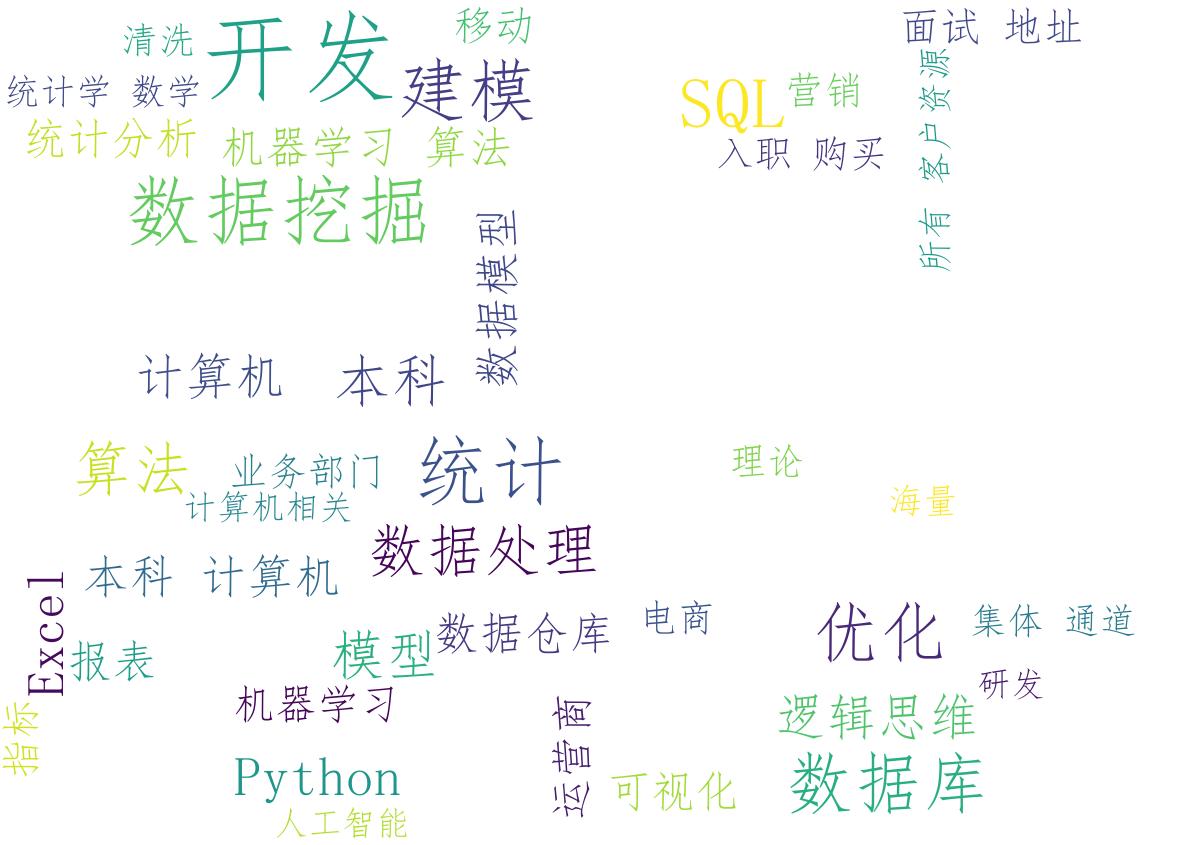 清洗
开发
移动
面试 地址
统计学 数学
建模
SQL
营销
统计分析
机器学习 算法
入职 购买
所有 客户资源
数据挖掘
数据模型
计算机 本科
算法
业务部门
统计
理论
计算机相关
海量
数据处理
本科 计算机
Excel
报表
模型
数据仓库
电商
优化
集体 通道
机器学习
研发
指标
运营商
逻辑思维
Python
可视化
数据库
人工智能